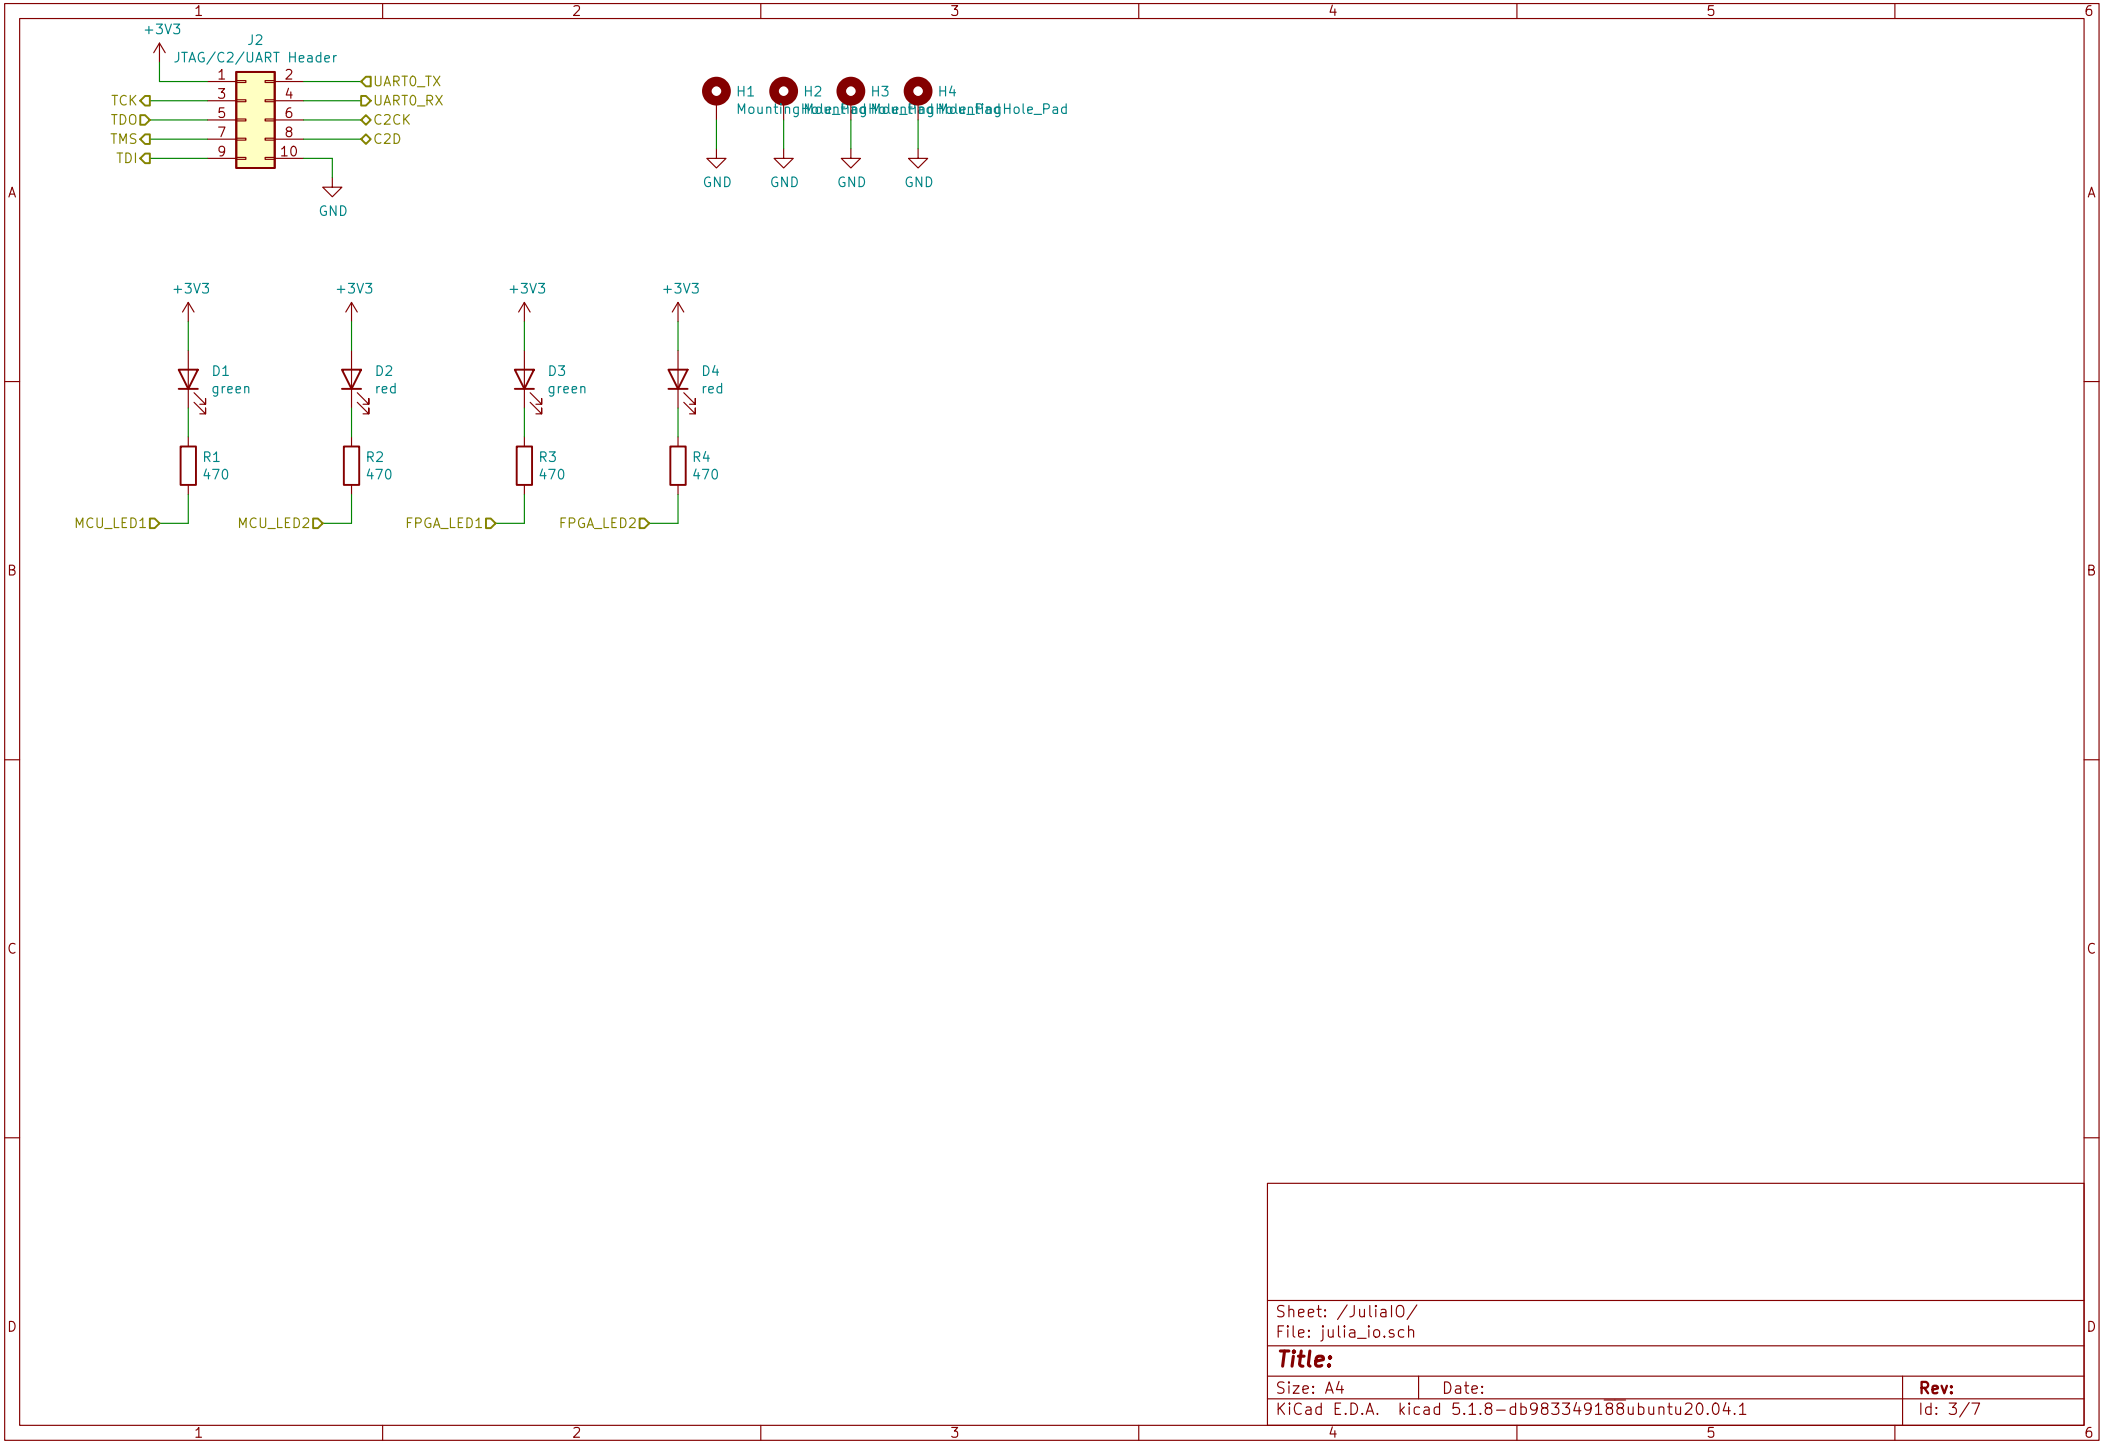 1 2 3 4 5 6
+3V3
J2
JTAG/C2/UART Header
1 2 UART0_TX
TCK 3 4 UART0_RX
TDO 5 6 C2CK
TMS 7 8 C2D
TDI 9 10
GND
H1 H2 H3 H4
MountingHole_Pad MountingHole_Pad MountingHole_Pad MountingHole_Pad
GND GND GND GND
A A
+3V3 +3V3 +3V3 +3V3
D1 D2 D3 D4
green red green red
R1 R2 R3 R4
470 470 470 470
MCU_LED1 MCU_LED2 FPGA_LED1 FPGA_LED2
B B
C C
D D
Sheet: /JuliaIO/
File: julia_io.sch
Title:
Size: A4 Date: Rev:
KiCad E.D.A. kicad 5.1.8-db983349188ubuntu20.04.1 Id: 3/7
1 2 3 4 5 6